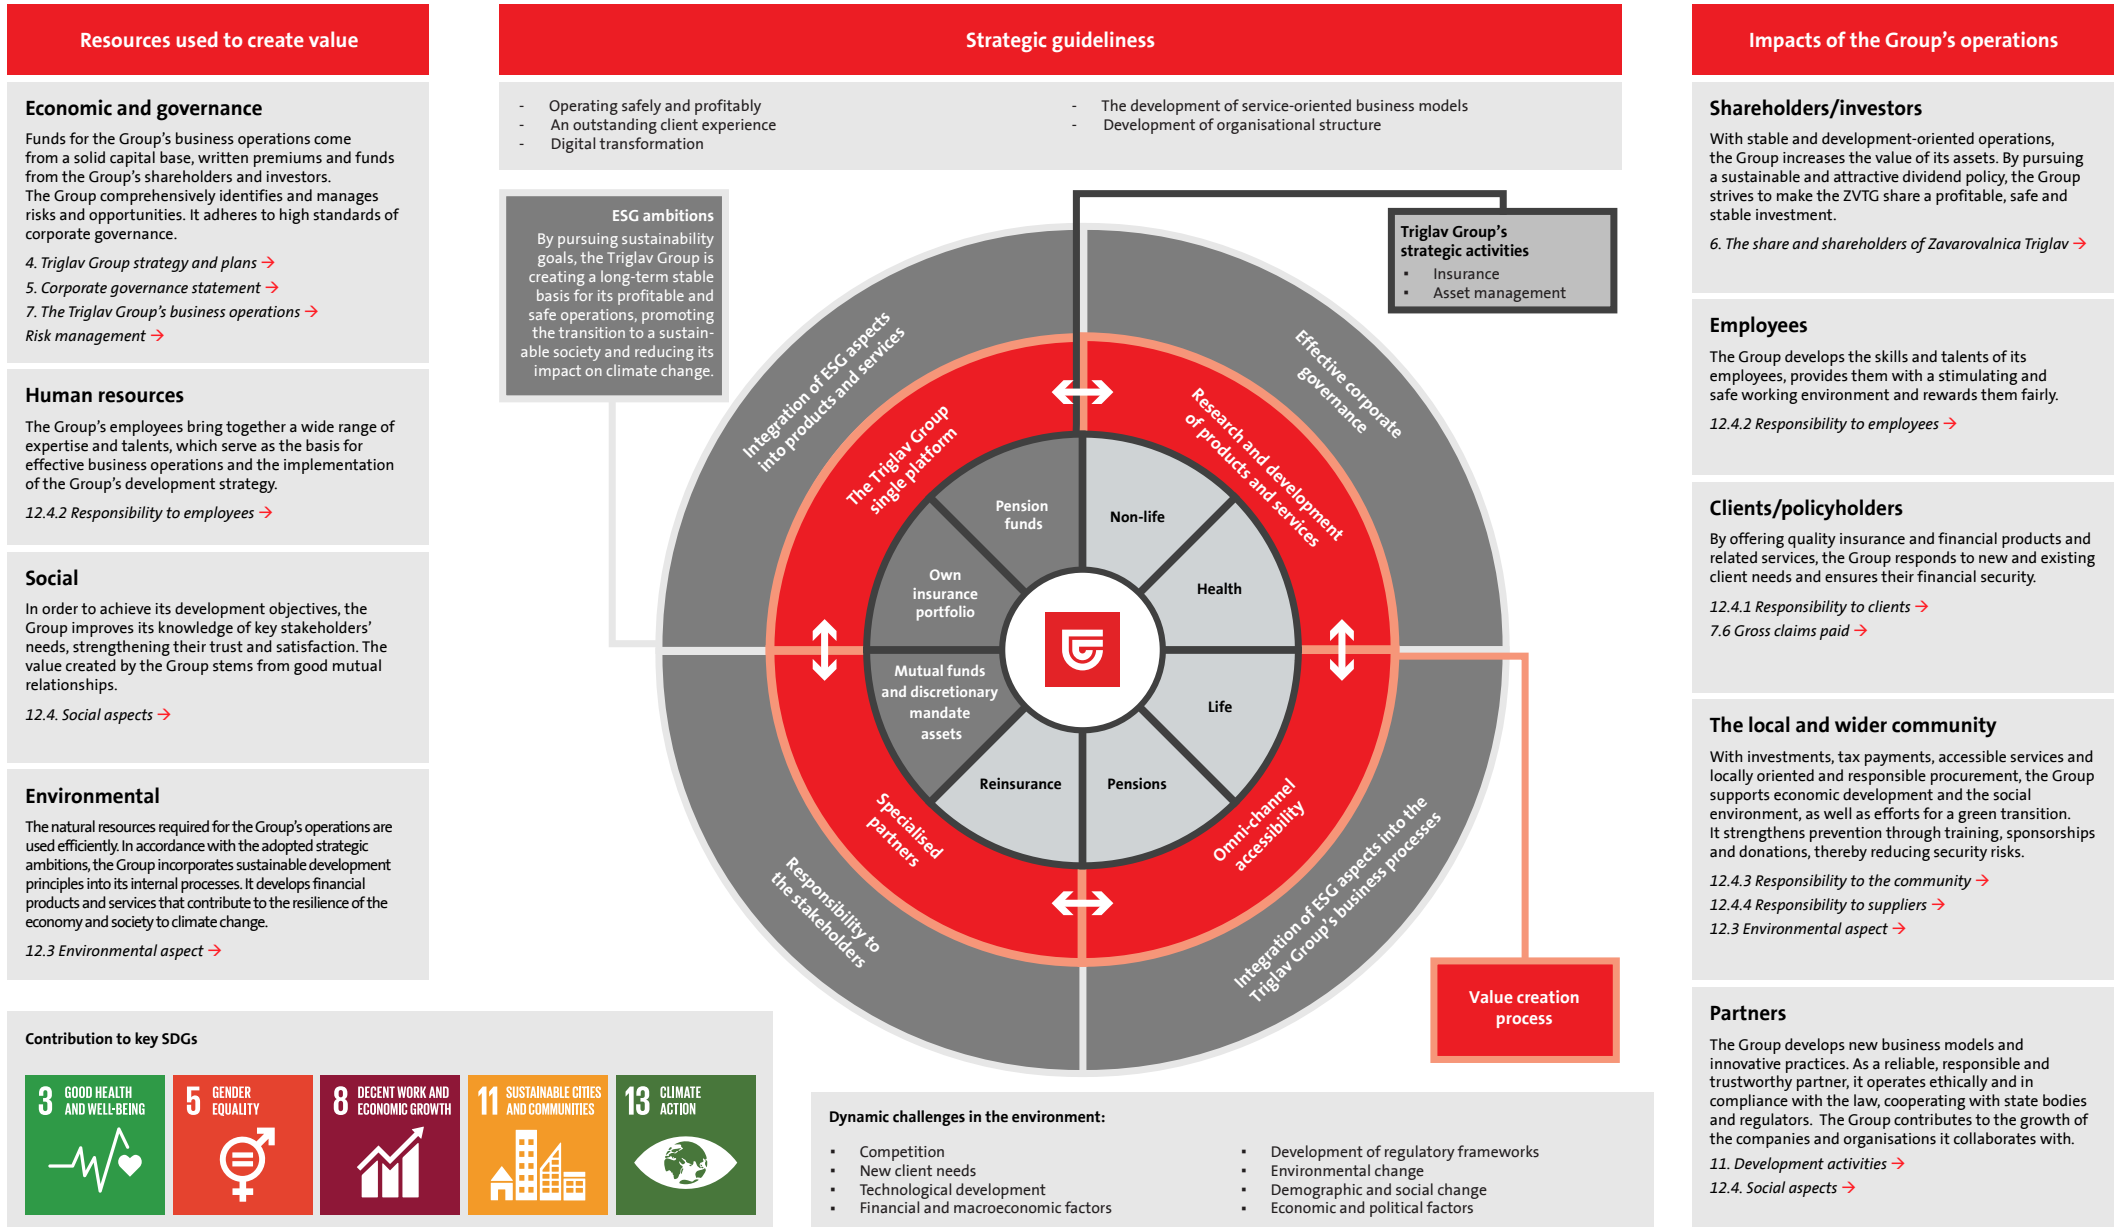 Resources used to create value
Economic and governance
Funds for the Group's business operations come
from a solid capital base, written premiums and funds
from the Group's shareholders and investors.
The Group comprehensively identifies and manages
risks and opportunities. It adheres to high standards of
corporate governance.
4. Triglav Group strategy and plans →
5. Corporate governance statement →
7. The Triglav Group's business operations →
Risk management →
Human resources
The Group's employees bring together a wide range of
expertise and talents, which serve as the basis for
effective business operations and the implementation
of the Group's development strategy.
12.4.2 Responsibility to employees →
Social
In order to achieve its development objectives, the
Group improves its knowledge of key stakeholders'
needs, strengthening their trust and satisfaction. The
value created by the Group stems from good mutual
relationships.
12.4. Social aspects →
Environmental
The natural resources required for the Group's operations are
used efficiently. In accordance with the adopted strategic
ambitions, the Group incorporates sustainable development
principles into its internal processes. It develops financial
products and services that contribute to the resilience of the
economy and society to climate change.
12.3 Environmental aspect →
Contribution to key SDGs
3 GOOD HEALTH
AND WELL-BEING
5 GENDER
EQUALITY
8 DECENT WORK AND
ECONOMIC GROWTH
11 SUSTAINABLE CITIES
AND COMMUNITIES
13 CLIMATE
ACTION
Strategic guideliness
- Operating safely and profitably
- An outstanding client experience
- Digital transformation
- The development of service-oriented business models
- Development of organisational structure
ESG ambitions
By pursuing sustainability
goals, the Triglav Group is
creating a long-term stable
basis for its profitable and
safe operations, promoting
the transition to a sustain-
able society and reducing its
impact on climate change.
Triglav Group's
strategic activities
▪ Insurance
▪ Asset management
Integration of ESG aspects
into products and services
Effective corporate
governance
The Triglav Group
single platform
Research and development
of products and services
Pension
funds
Non-life
Own
insurance
portfolio
Health
Mutual funds
and discretionary
mandate
assets
Life
Reinsurance
Pensions
Specialised
partners
Omni-channel
accessibility
Responsibility to
the stakeholders
Integration of ESG aspects into the
Triglav Group's business processes
Value creation
process
Dynamic challenges in the environment:
▪ Competition
▪ New client needs
▪ Technological development
▪ Financial and macroeconomic factors
▪ Development of regulatory frameworks
▪ Environmental change
▪ Demographic and social change
▪ Economic and political factors
Impacts of the Group's operations
Shareholders/investors
With stable and development-oriented operations,
the Group increases the value of its assets. By pursuing
a sustainable and attractive dividend policy, the Group
strives to make the ZVTG share a profitable, safe and
stable investment.
6. The share and shareholders of Zavarovalnica Triglav →
Employees
The Group develops the skills and talents of its
employees, provides them with a stimulating and
safe working environment and rewards them fairly.
12.4.2 Responsibility to employees →
Clients/policyholders
By offering quality insurance and financial products and
related services, the Group responds to new and existing
client needs and ensures their financial security.
12.4.1 Responsibility to clients →
7.6 Gross claims paid →
The local and wider community
With investments, tax payments, accessible services and
locally oriented and responsible procurement, the Group
supports economic development and the social
environment, as well as efforts for a green transition.
It strengthens prevention through training, sponsorships
and donations, thereby reducing security risks.
12.4.3 Responsibility to the community →
12.4.4 Responsibility to suppliers →
12.3 Environmental aspect →
Partners
The Group develops new business models and
innovative practices. As a reliable, responsible and
trustworthy partner, it operates ethically and in
compliance with the law, cooperating with state bodies
and regulators. The Group contributes to the growth of
the companies and organisations it collaborates with.
11. Development activities →
12.4. Social aspects →